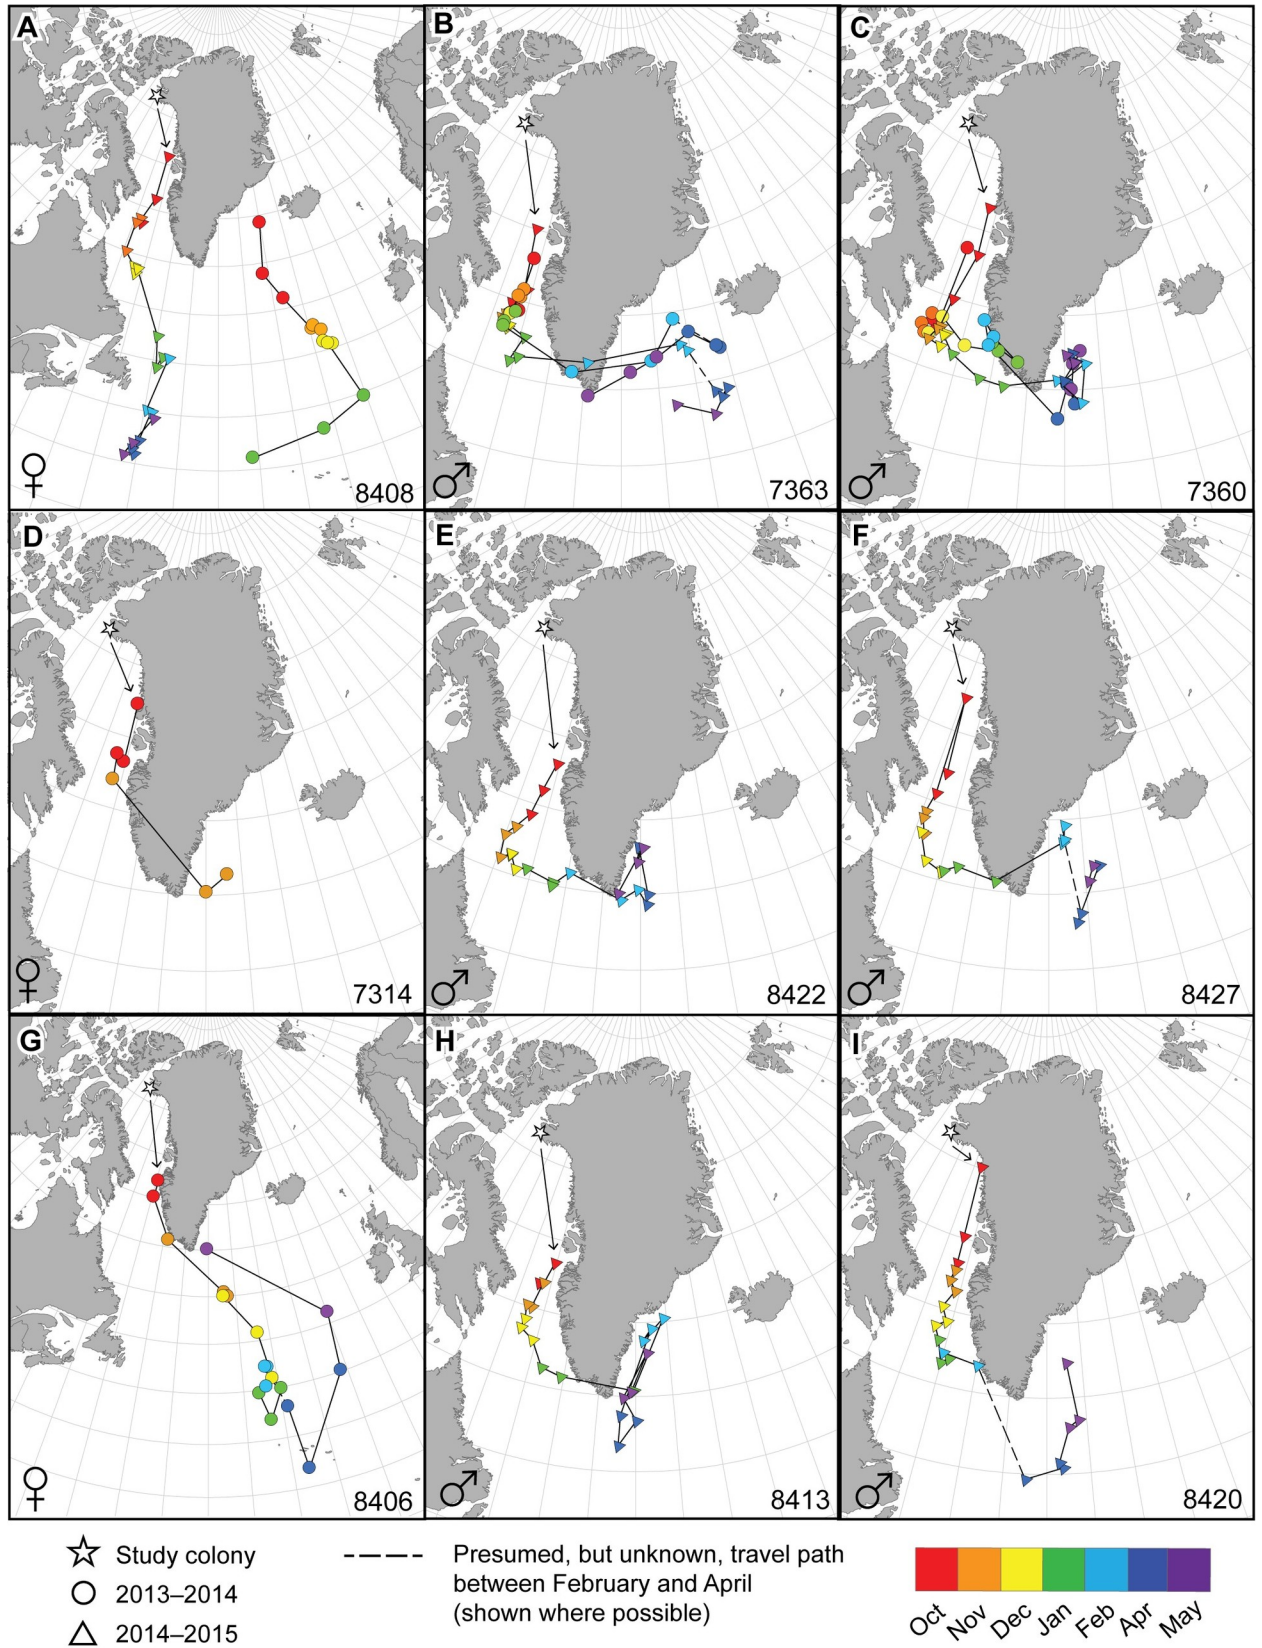 A
B
C
8408
7363
7360
D
E
F
7314
8422
8427
G
H
I
8406
8413
8420
Study colony
2013–2014
2014–2015
Presumed, but unknown, travel path
between February and April
(shown where possible)
Oct Nov Dec Jan Feb Apr May